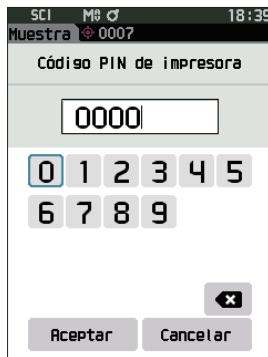 SCI M0 18:39
Muestra 0007
Código PIN de impresora
0000
0 1 2 3 4 5
6 7 8 9
Aceptar Cancelar